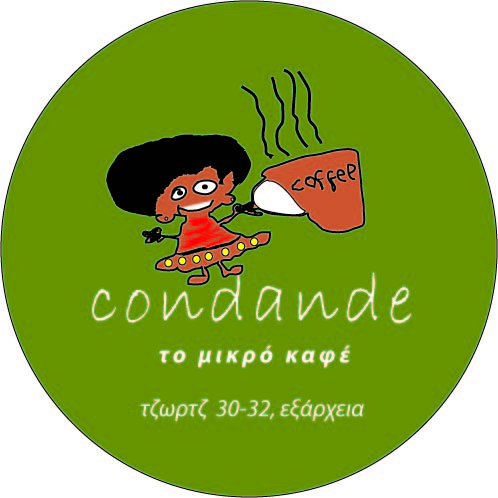 coffee
condande
το μικρό καφέ
τζωρτζ 30-32, εξάρχεια